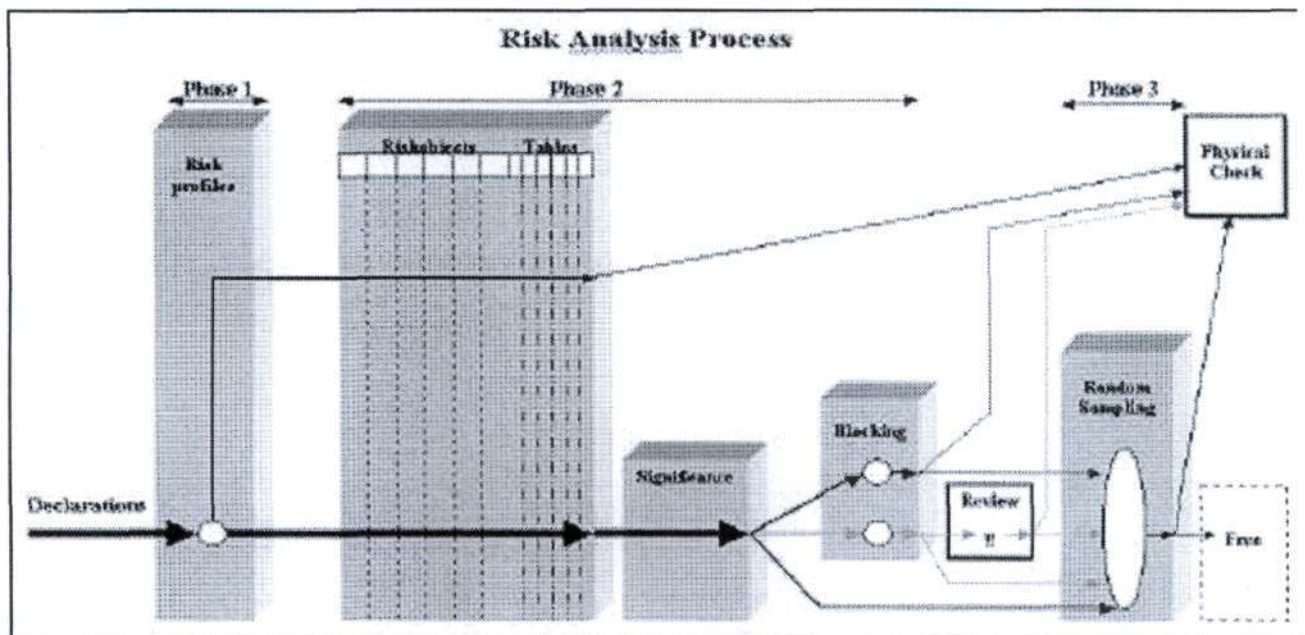 Risk Analysis Process
Phase 1
Phase 2
Phase 3
Risk
profiles
Riskobjects
Tables
Physical
Check
Random
Sampling
Blocking
Significance
Declarations
Review
!!
Free